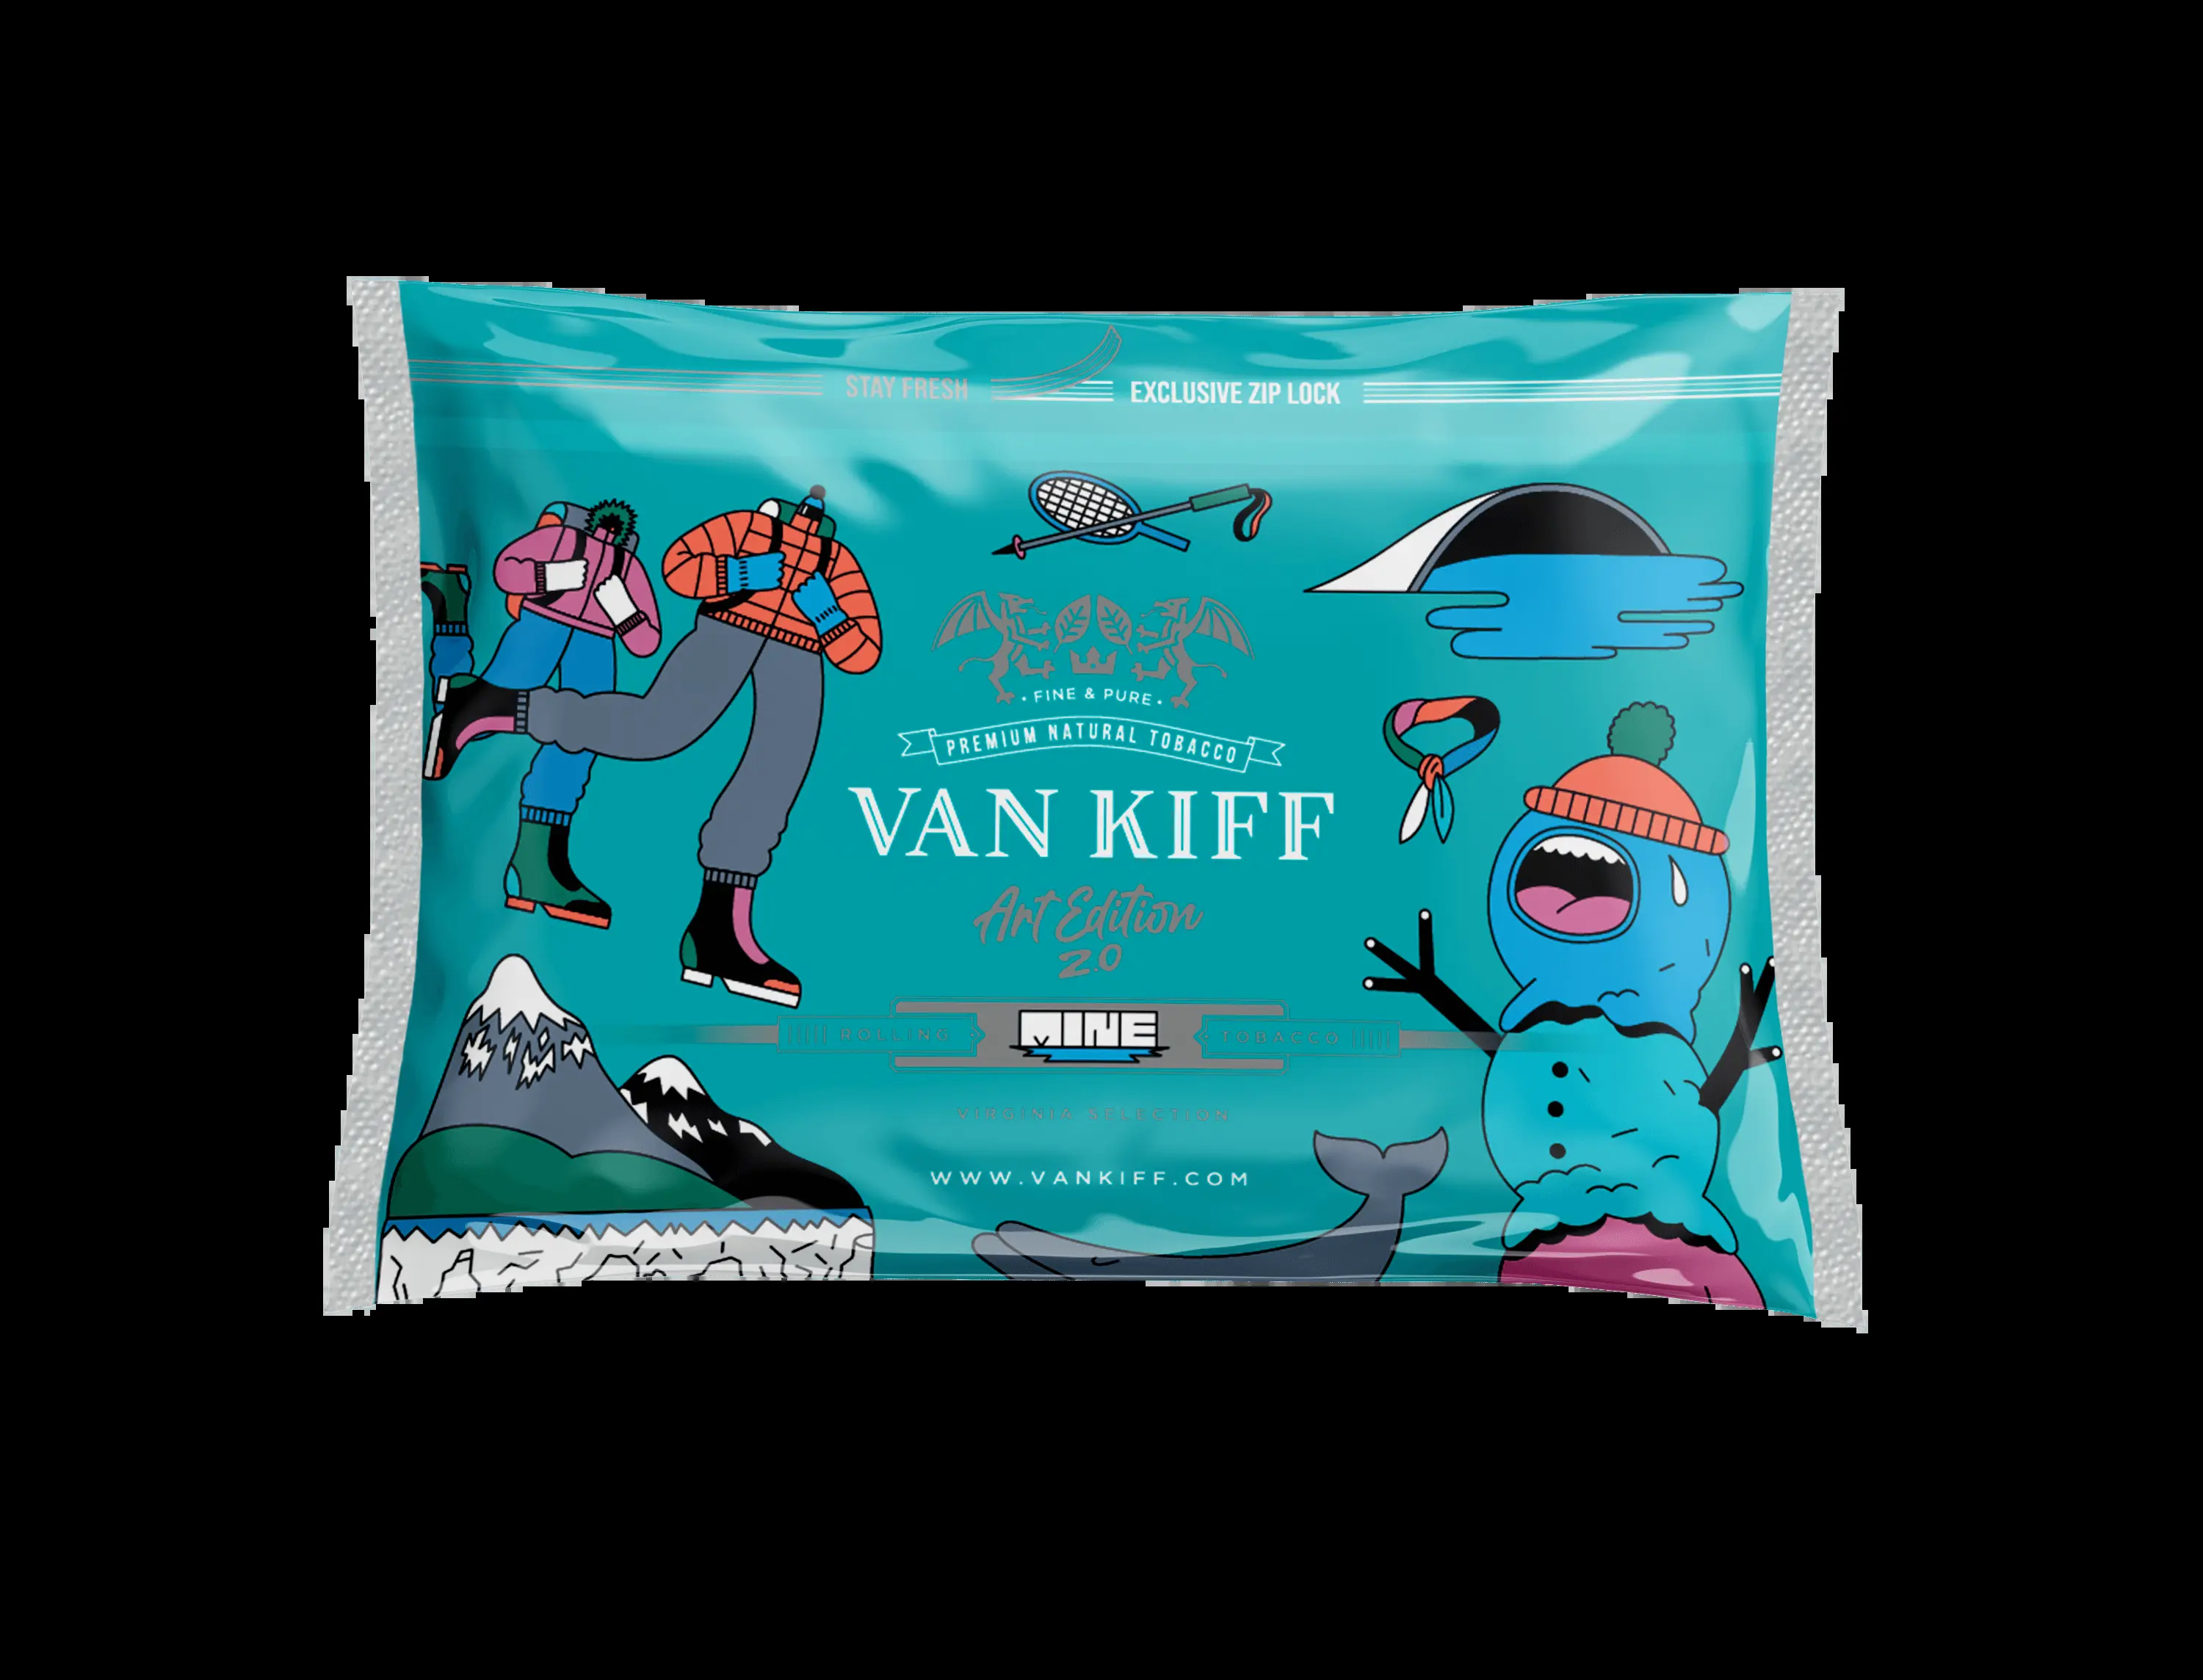 STAY FRESH EXCLUSIVE ZIP LOCK
· FINE & PURE ·
PREMIUM NATURAL TOBACCO
VAN KIFF
Art Edition
2.0
ROLLING MINE TOBACCO
VIRGINIA SELECTION
WWW.VANKIFF.COM